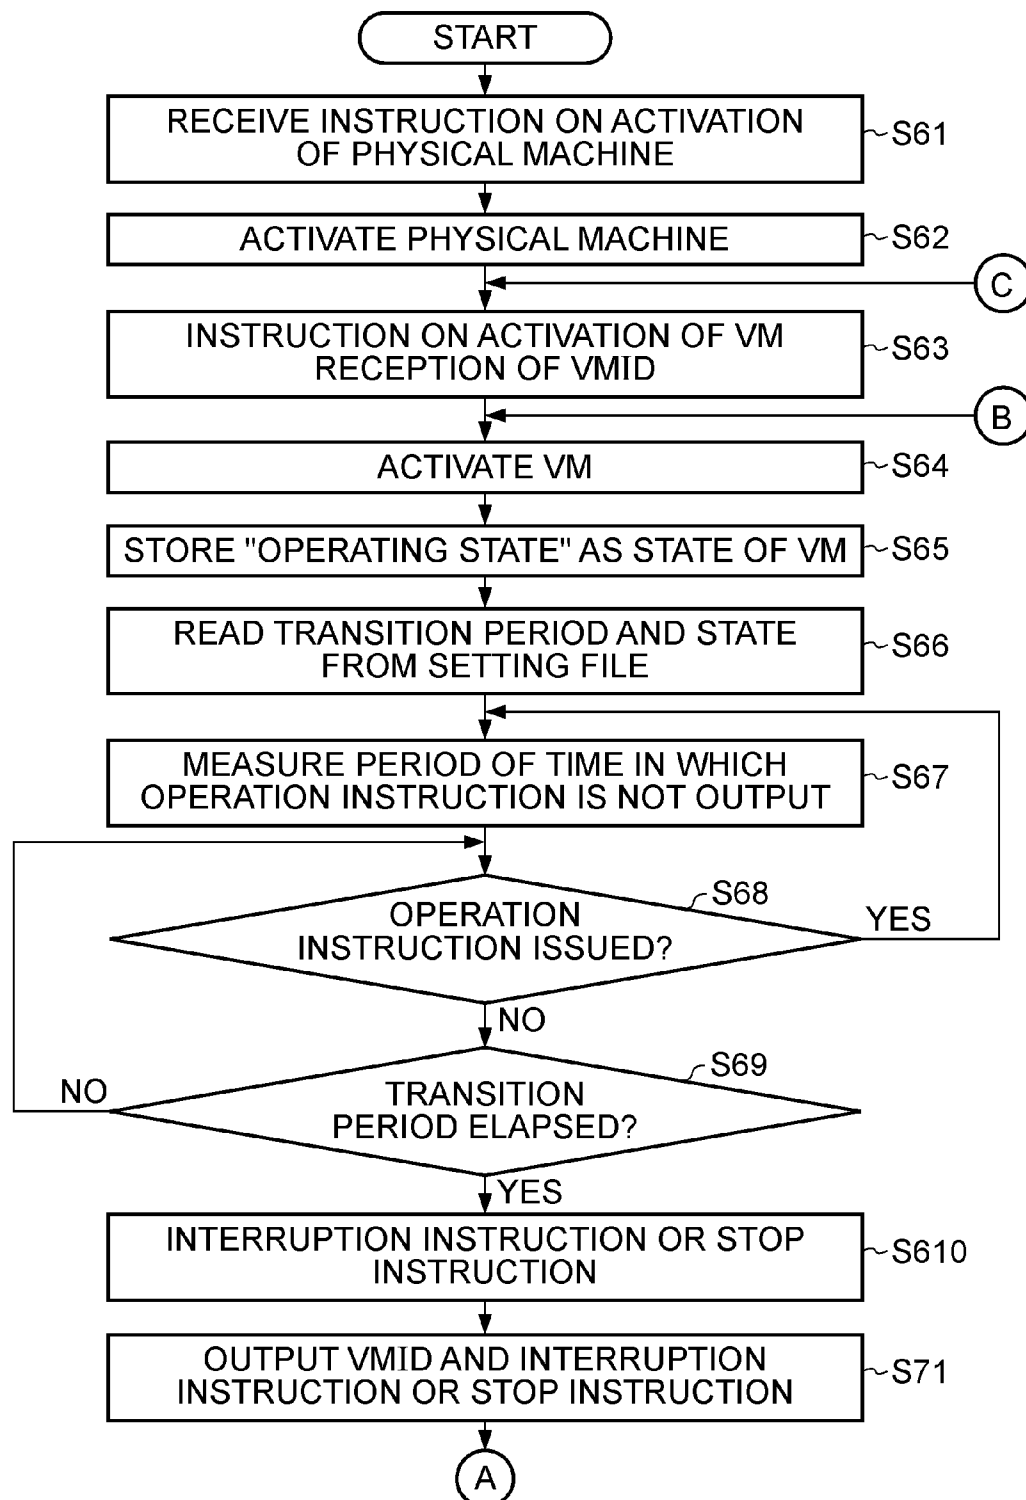 START
RECEIVE INSTRUCTION ON ACTIVATION
OF PHYSICAL MACHINE
S61
ACTIVATE PHYSICAL MACHINE
S62
C
INSTRUCTION ON ACTIVATION OF VM
RECEPTION OF VMID
S63
B
ACTIVATE VM
S64
STORE "OPERATING STATE" AS STATE OF VM
S65
READ TRANSITION PERIOD AND STATE
FROM SETTING FILE
S66
MEASURE PERIOD OF TIME IN WHICH
OPERATION INSTRUCTION IS NOT OUTPUT
S67
S68
OPERATION
INSTRUCTION ISSUED?
YES
NO
S69
NO
TRANSITION
PERIOD ELAPSED?
YES
INTERRUPTION INSTRUCTION OR STOP
INSTRUCTION
S610
OUTPUT VMID AND INTERRUPTION
INSTRUCTION OR STOP INSTRUCTION
S71
A